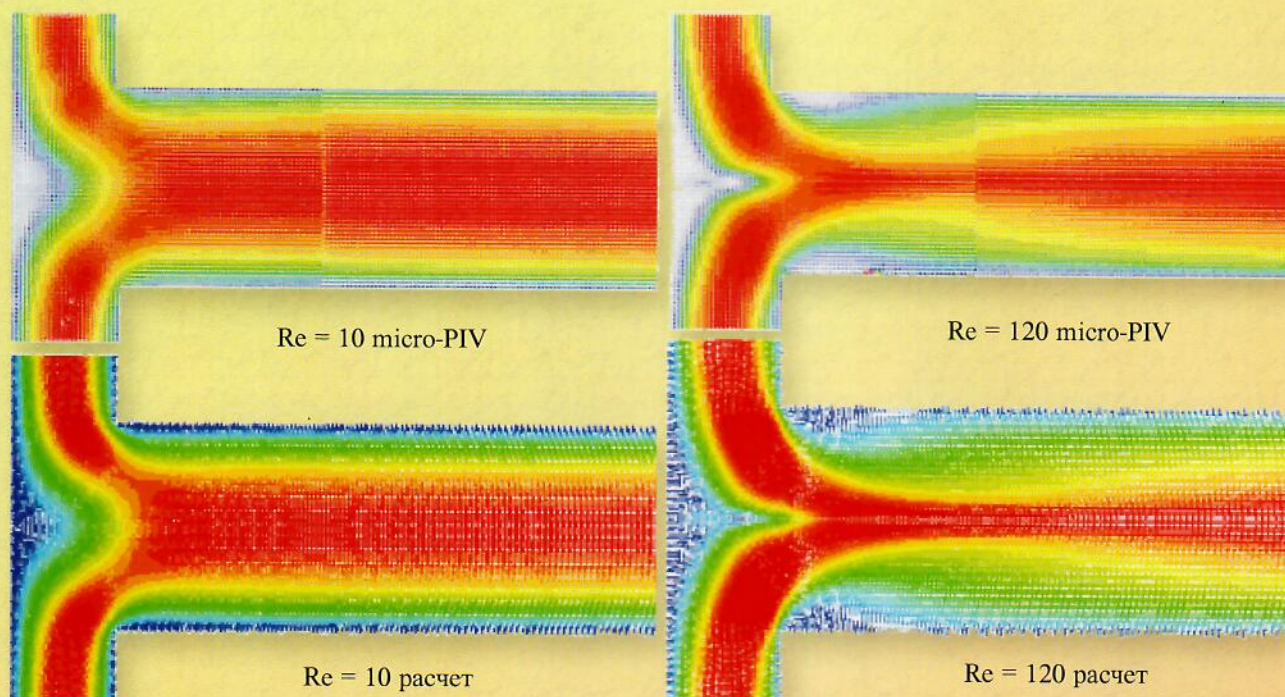 Re = 10 micro-PIV
Re = 120 micro-PIV
Re = 10 расчет
Re = 120 расчет